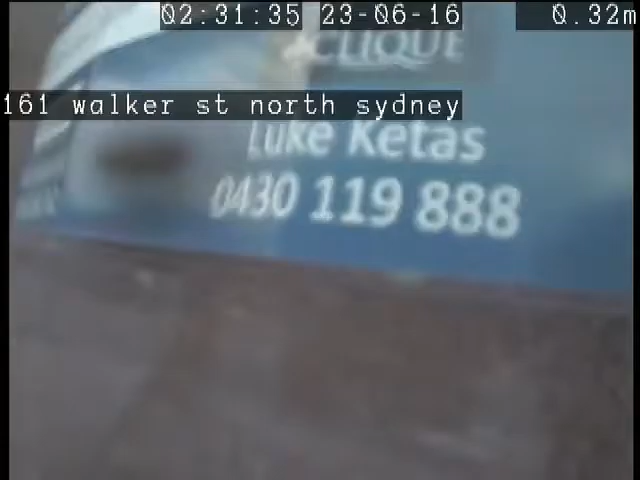 02:31:35 23-06-16 0.32m
CLIQUE
161 walker st north sydney
Luke Ketas
0430 119 888